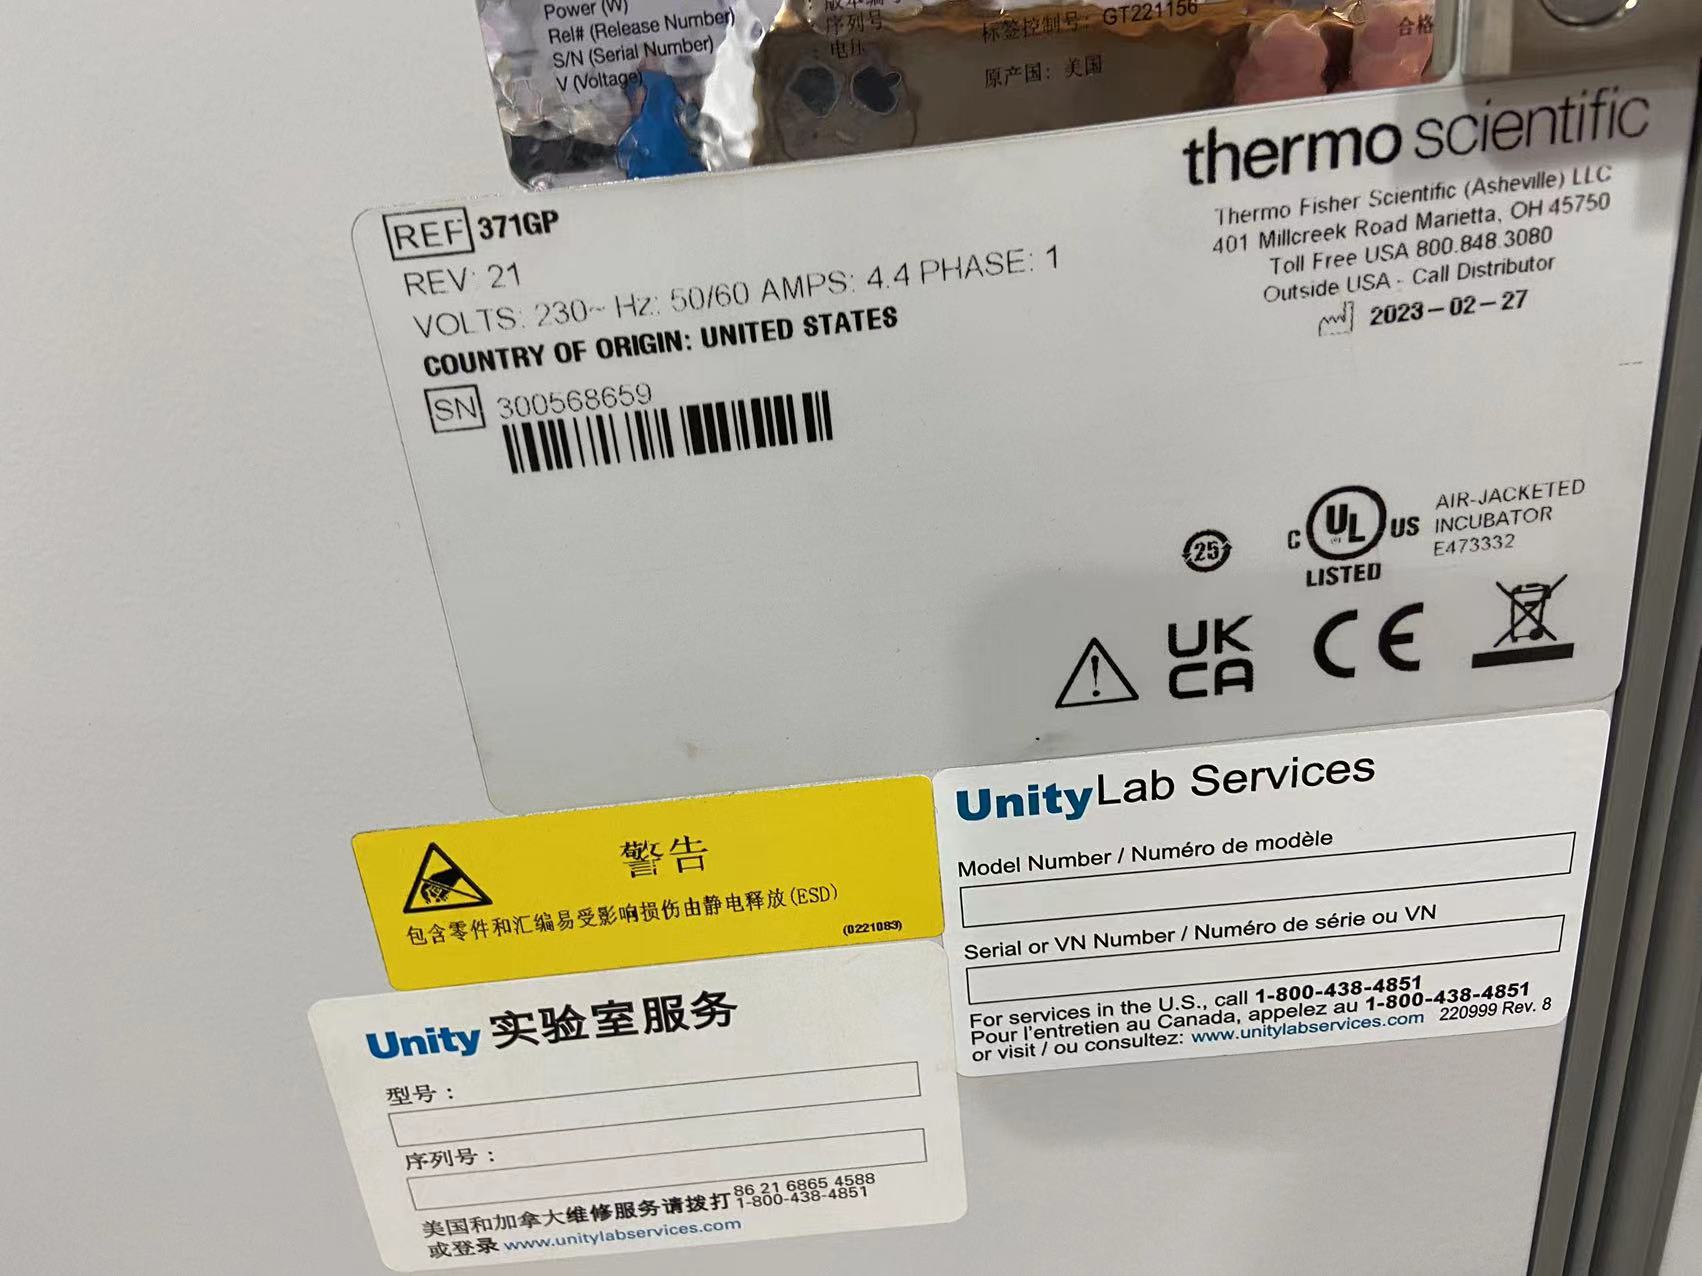 Power (W)
Rel# (Release Number)
S/N (Serial Number)
V (Voltage)
序列号
: 电压
标签控制号: GT221156
原产国: 美国
合格
thermo scientific
Thermo Fisher Scientific (Asheville) LLC
401 Millcreek Road Marietta, OH 45750
Toll Free USA 800.848.3080
Outside USA - Call Distributor
2023-02-27
REF 371GP
REV: 21
VOLTS: 230~ Hz: 50/60 AMPS: 4.4 PHASE: 1
COUNTRY OF ORIGIN: UNITED STATES
SN 300568659
25
C UL US
LISTED
AIR-JACKETED
INCUBATOR
E473332
UK
CA
CE
警告
包含零件和汇编易受影响损伤由静电释放(ESD)
(0221083)
Unity Lab Services
Model Number / Numéro de modèle
Serial or VN Number / Numéro de série ou VN
For services in the U.S., call 1-800-438-4851
Pour l'entretien au Canada, appelez au 1-800-438-4851
or visit / ou consultez: www.unitylabservices.com 220999 Rev. 8
Unity 实验室服务
型号:
序列号:
86 21 6865 4588
美国和加拿大维修服务请拨打 1-800-438-4851
或登录 www.unitylabservices.com